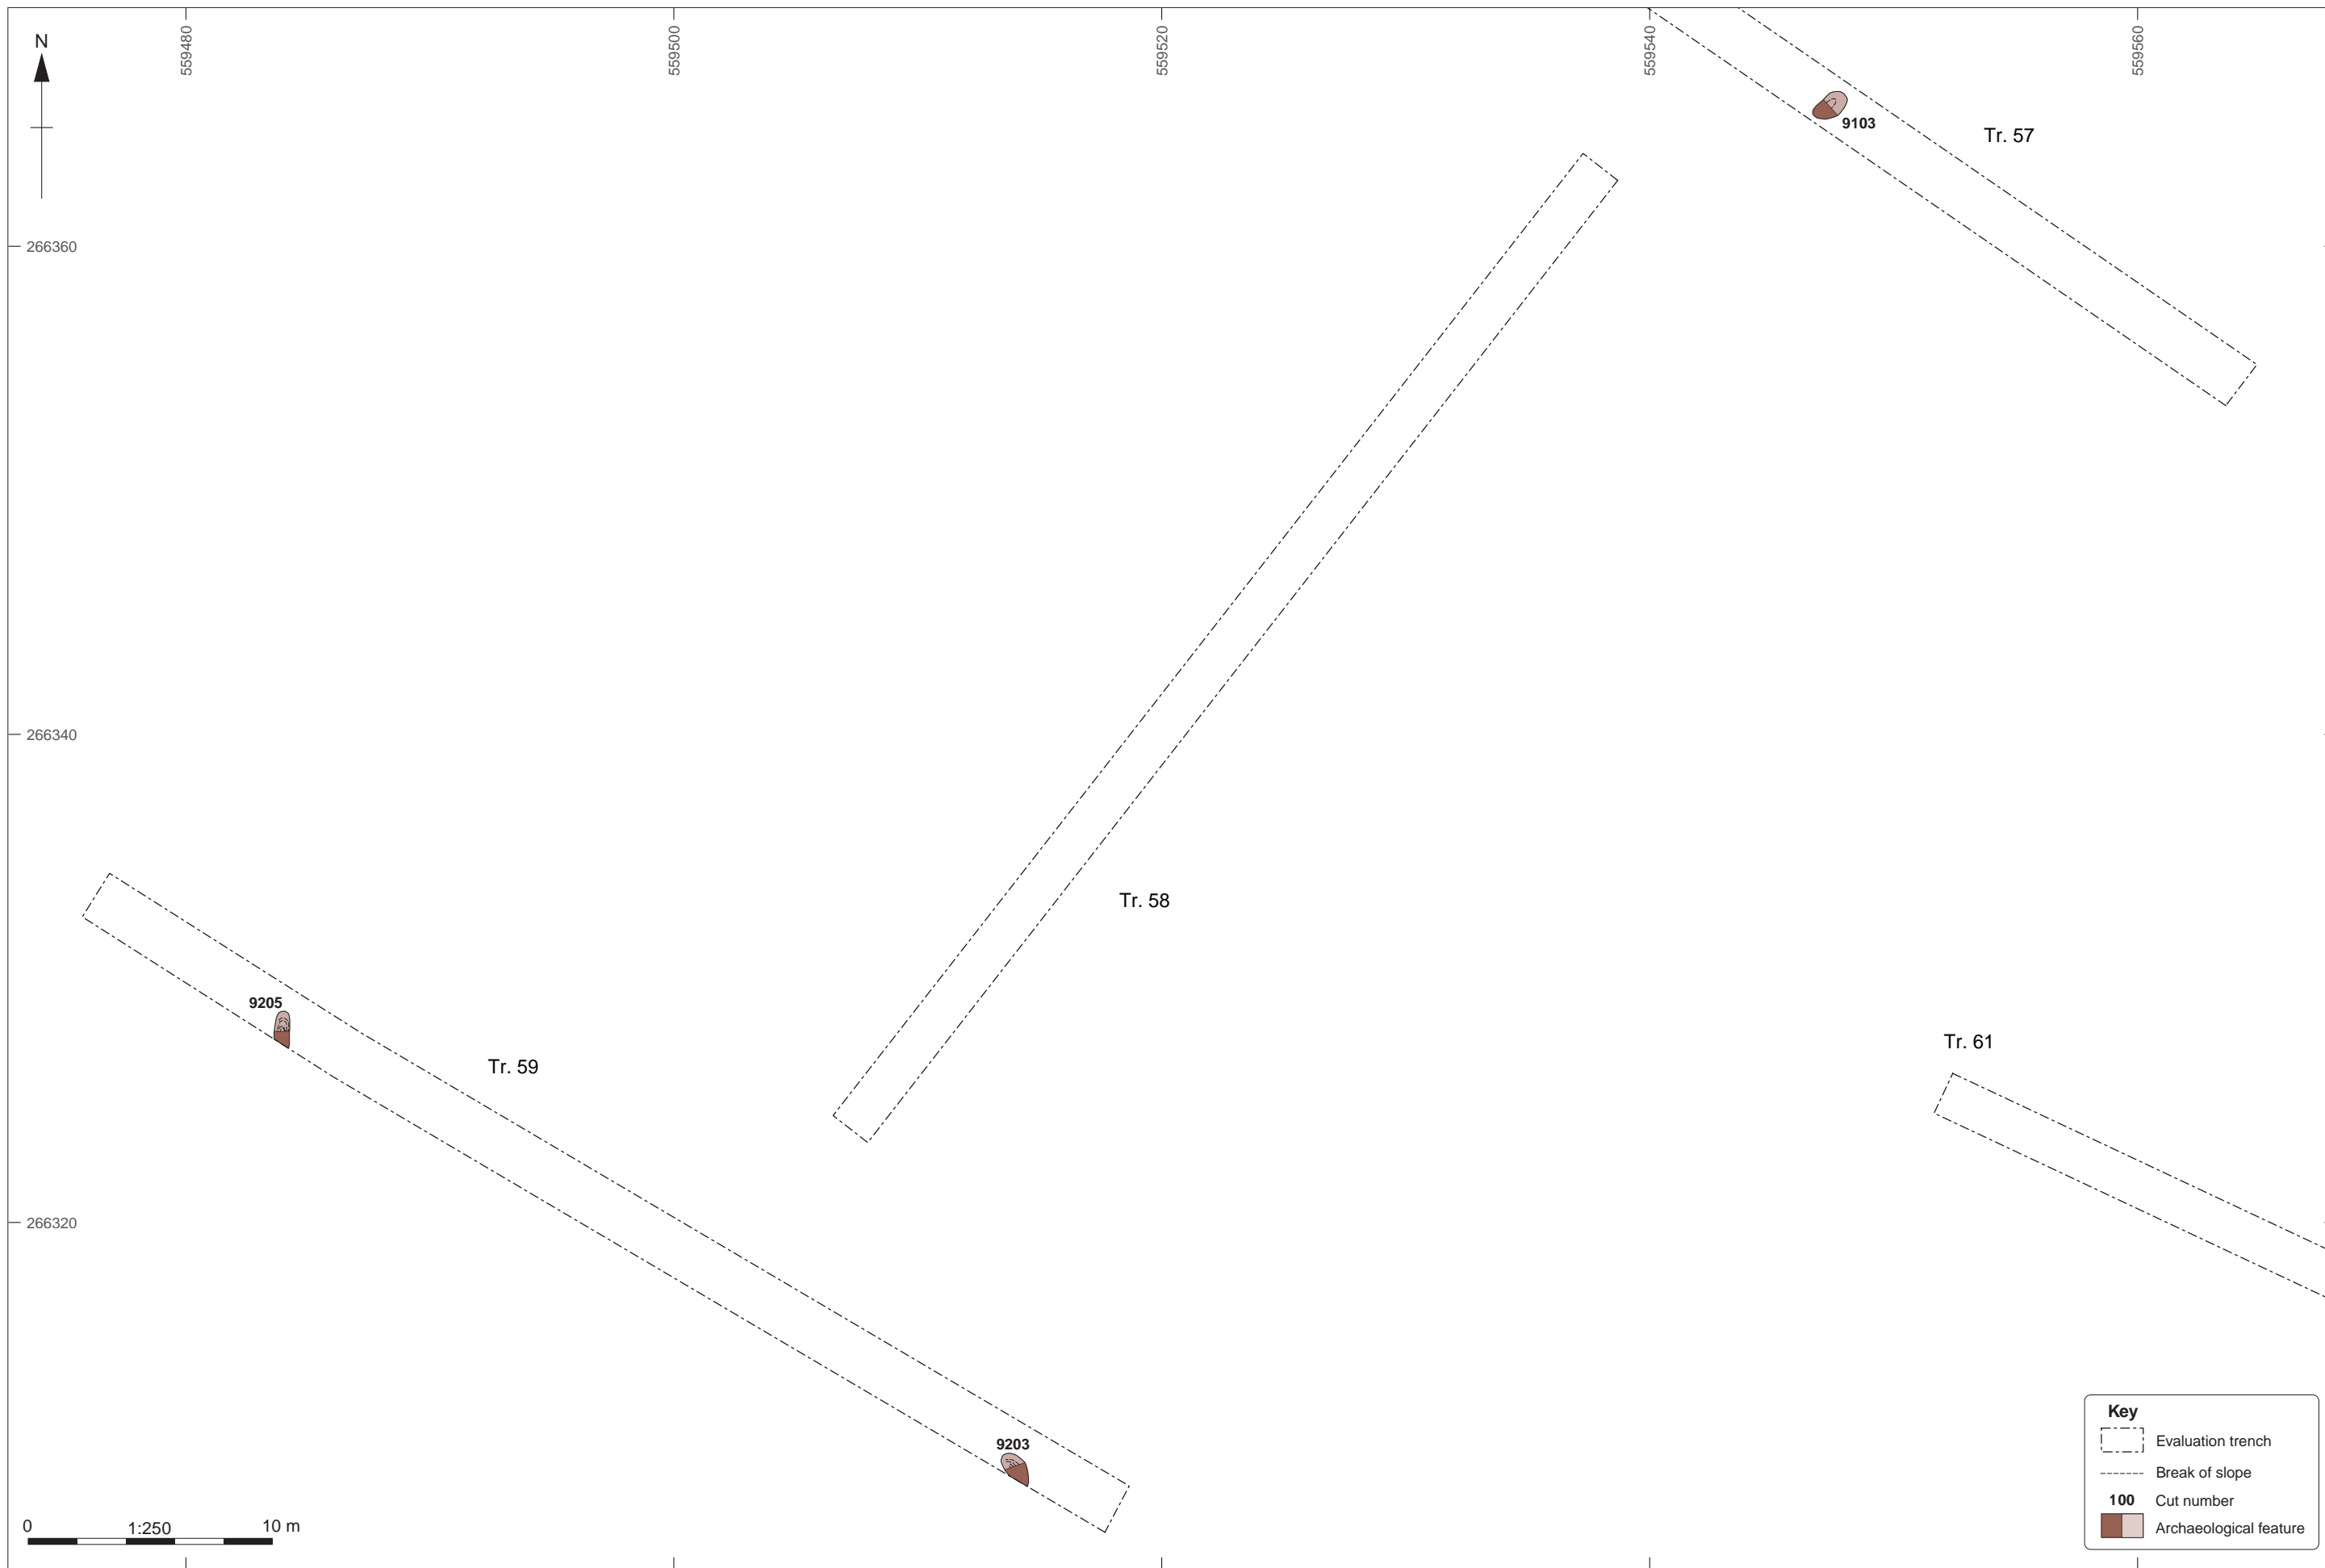 559480
559500
559520
559540
559560
N
9103
Tr. 57
266360
266340
Tr. 58
9205
Tr. 59
Tr. 61
266320
9203
Key
Evaluation trench
Break of slope
100 Cut number
Archaeological feature
0 1:250 10 m